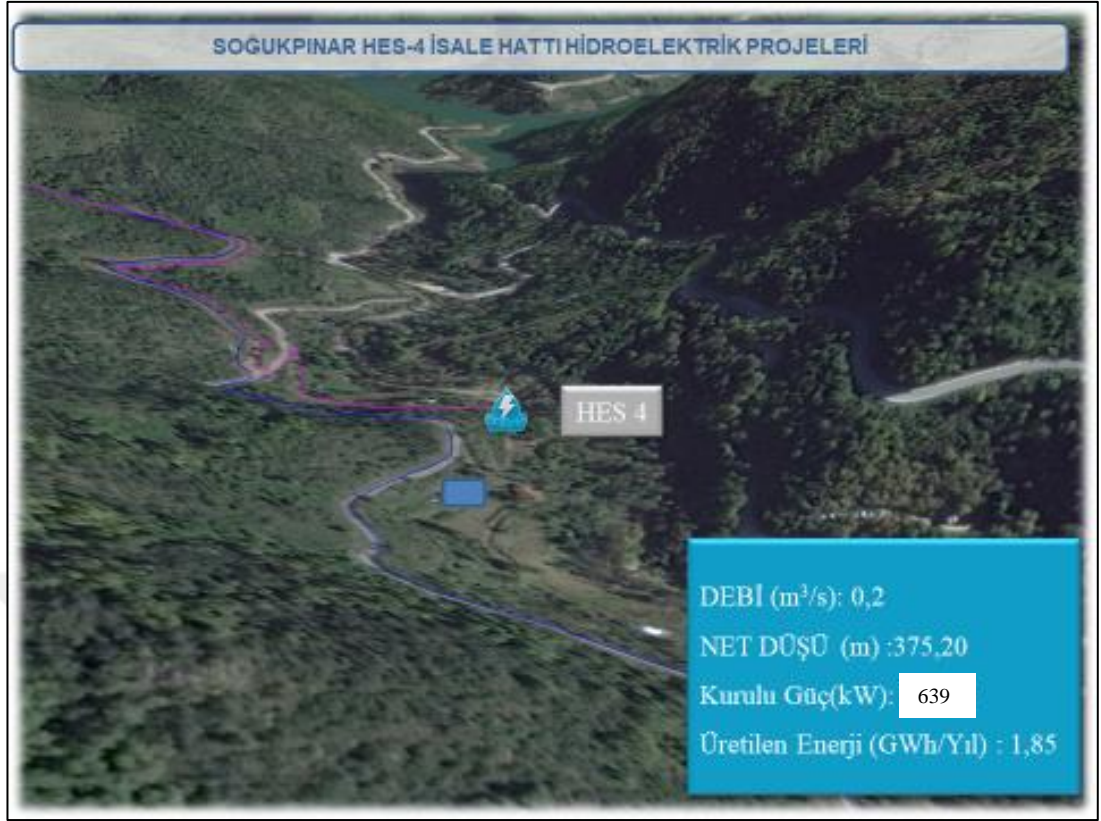 SOĞUKPINAR HES-4 İSALE HATTI HİDROELEKTRİK PROJELERİ
HES 4
DEBİ (m³/s): 0,2
NET DÜŞÜ (m) :375,20
Kurulu Güç(kW): 639
Üretilen Enerji (GWh/Yıl) : 1,85